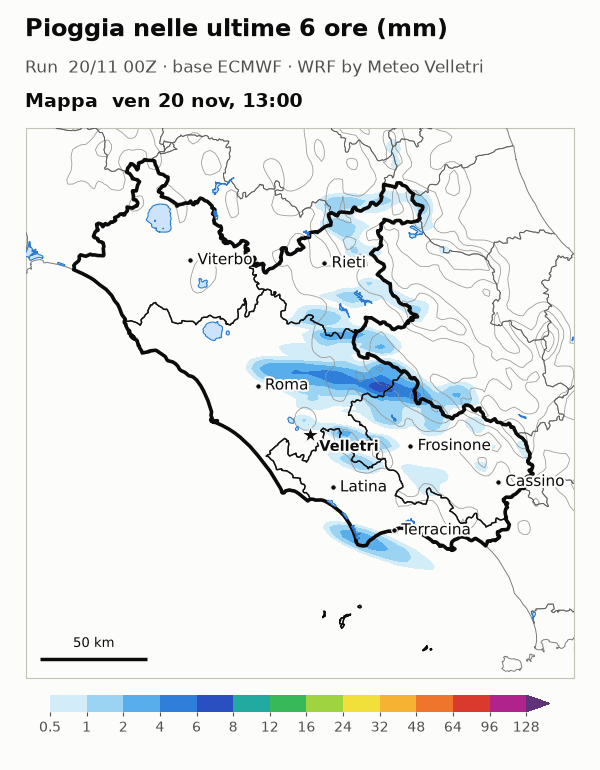 Pioggia nelle ultime 6 ore (mm)
Run  20/11 00Z · base ECMWF · WRF by Meteo Velletri
Mappa  ven 20 nov, 13:00
Viterbo
Rieti
Roma
Velletri
Frosinone
Cassino
Latina
Terracina
50 km
0.5 1 2 4 6 8 12 16 24 32 48 64 96 128